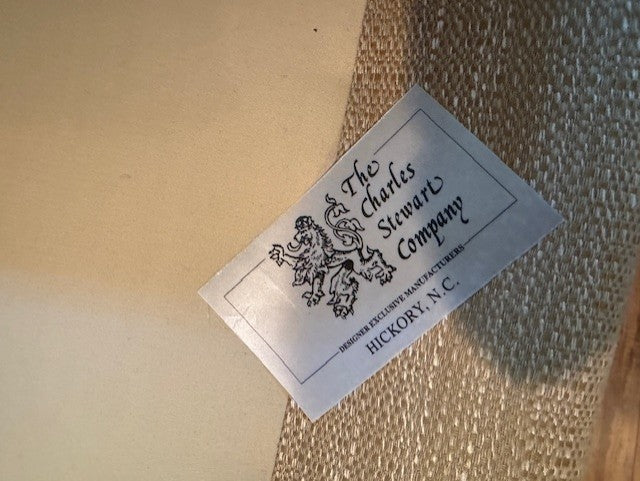 The
Charles
Stewart
Company
DESIGNER EXCLUSIVE MANUFACTURERS
HICKORY, N.C.